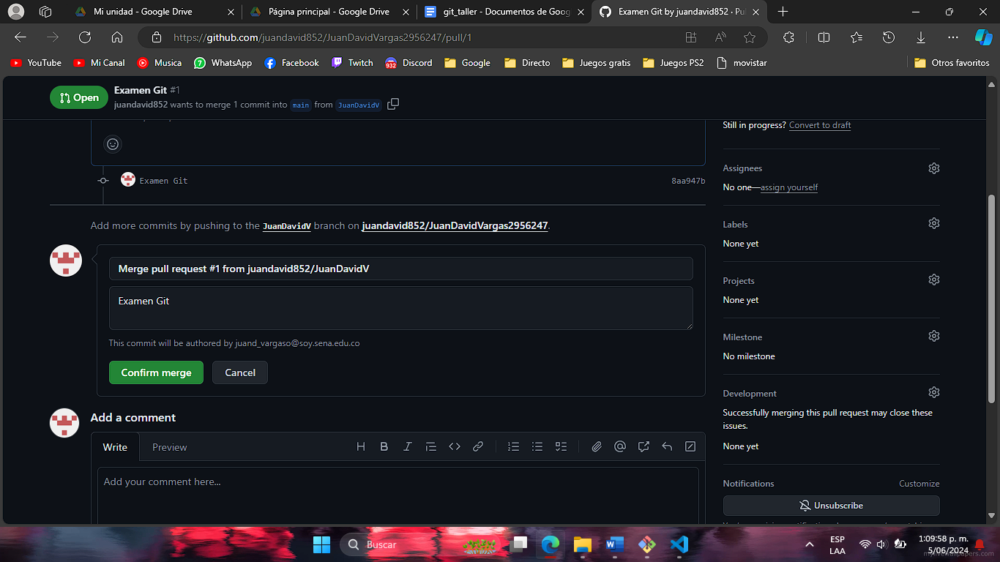 Mi unidad - Google Drive
Página principal - Google Drive
git_taller - Documentos de Goog
Examen Git by juandavid852 · Pu
https://github.com/juandavid852/JuanDavidVargas2956247/pull/1
YouTube
Mi Canal
Musica
7
WhatsApp
Facebook
Twitch
932
Discord
Google
Directo
Juegos gratis
Juegos PS2
movistar
Otros favoritos
Open
Examen Git #1
juandavid852 wants to merge 1 commit into main from JuanDavidV
Still in progress? Convert to draft
Examen Git
8aa947b
Assignees
No one—assign yourself
Add more commits by pushing to the JuanDavidV branch on juandavid852/JuanDavidVargas2956247.
Labels
None yet
Merge pull request #1 from juandavid852/JuanDavidV
Examen Git
Projects
None yet
This commit will be authored by juand_vargaso@soy.sena.edu.co
Confirm merge
Cancel
Milestone
No milestone
Development
Successfully merging this pull request may close these
issues.
None yet
Add a comment
Write
Preview
Add your comment here...
Notifications
Customize
Unsubscribe
Buscar
ESP
LAA
1:09:58 p. m.
5/06/2024